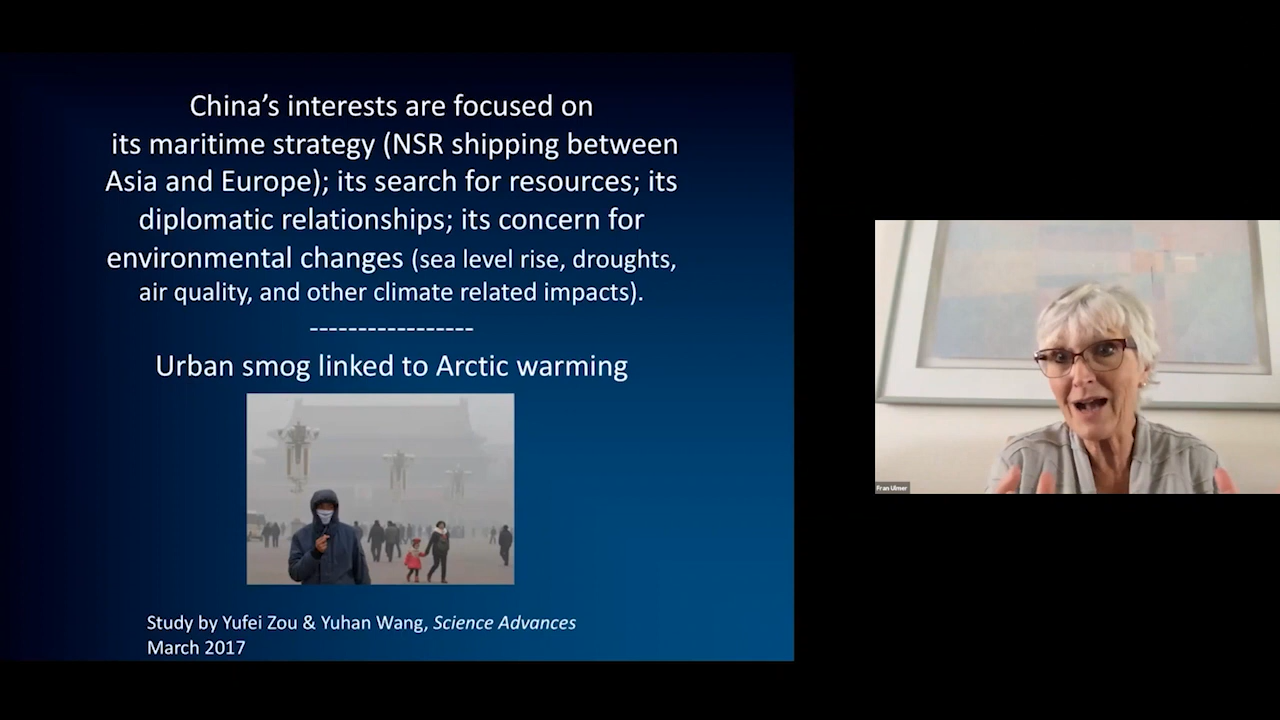 China’s interests are focused on
its maritime strategy (NSR shipping between
Asia and Europe); its search for resources; its
diplomatic relationships; its concern for
environmental changes (sea level rise, droughts,
air quality, and other climate related impacts).
-----------------
Urban smog linked to Arctic warming
Study by Yufei Zou & Yuhan Wang, Science Advances
March 2017
Fran Ulmer